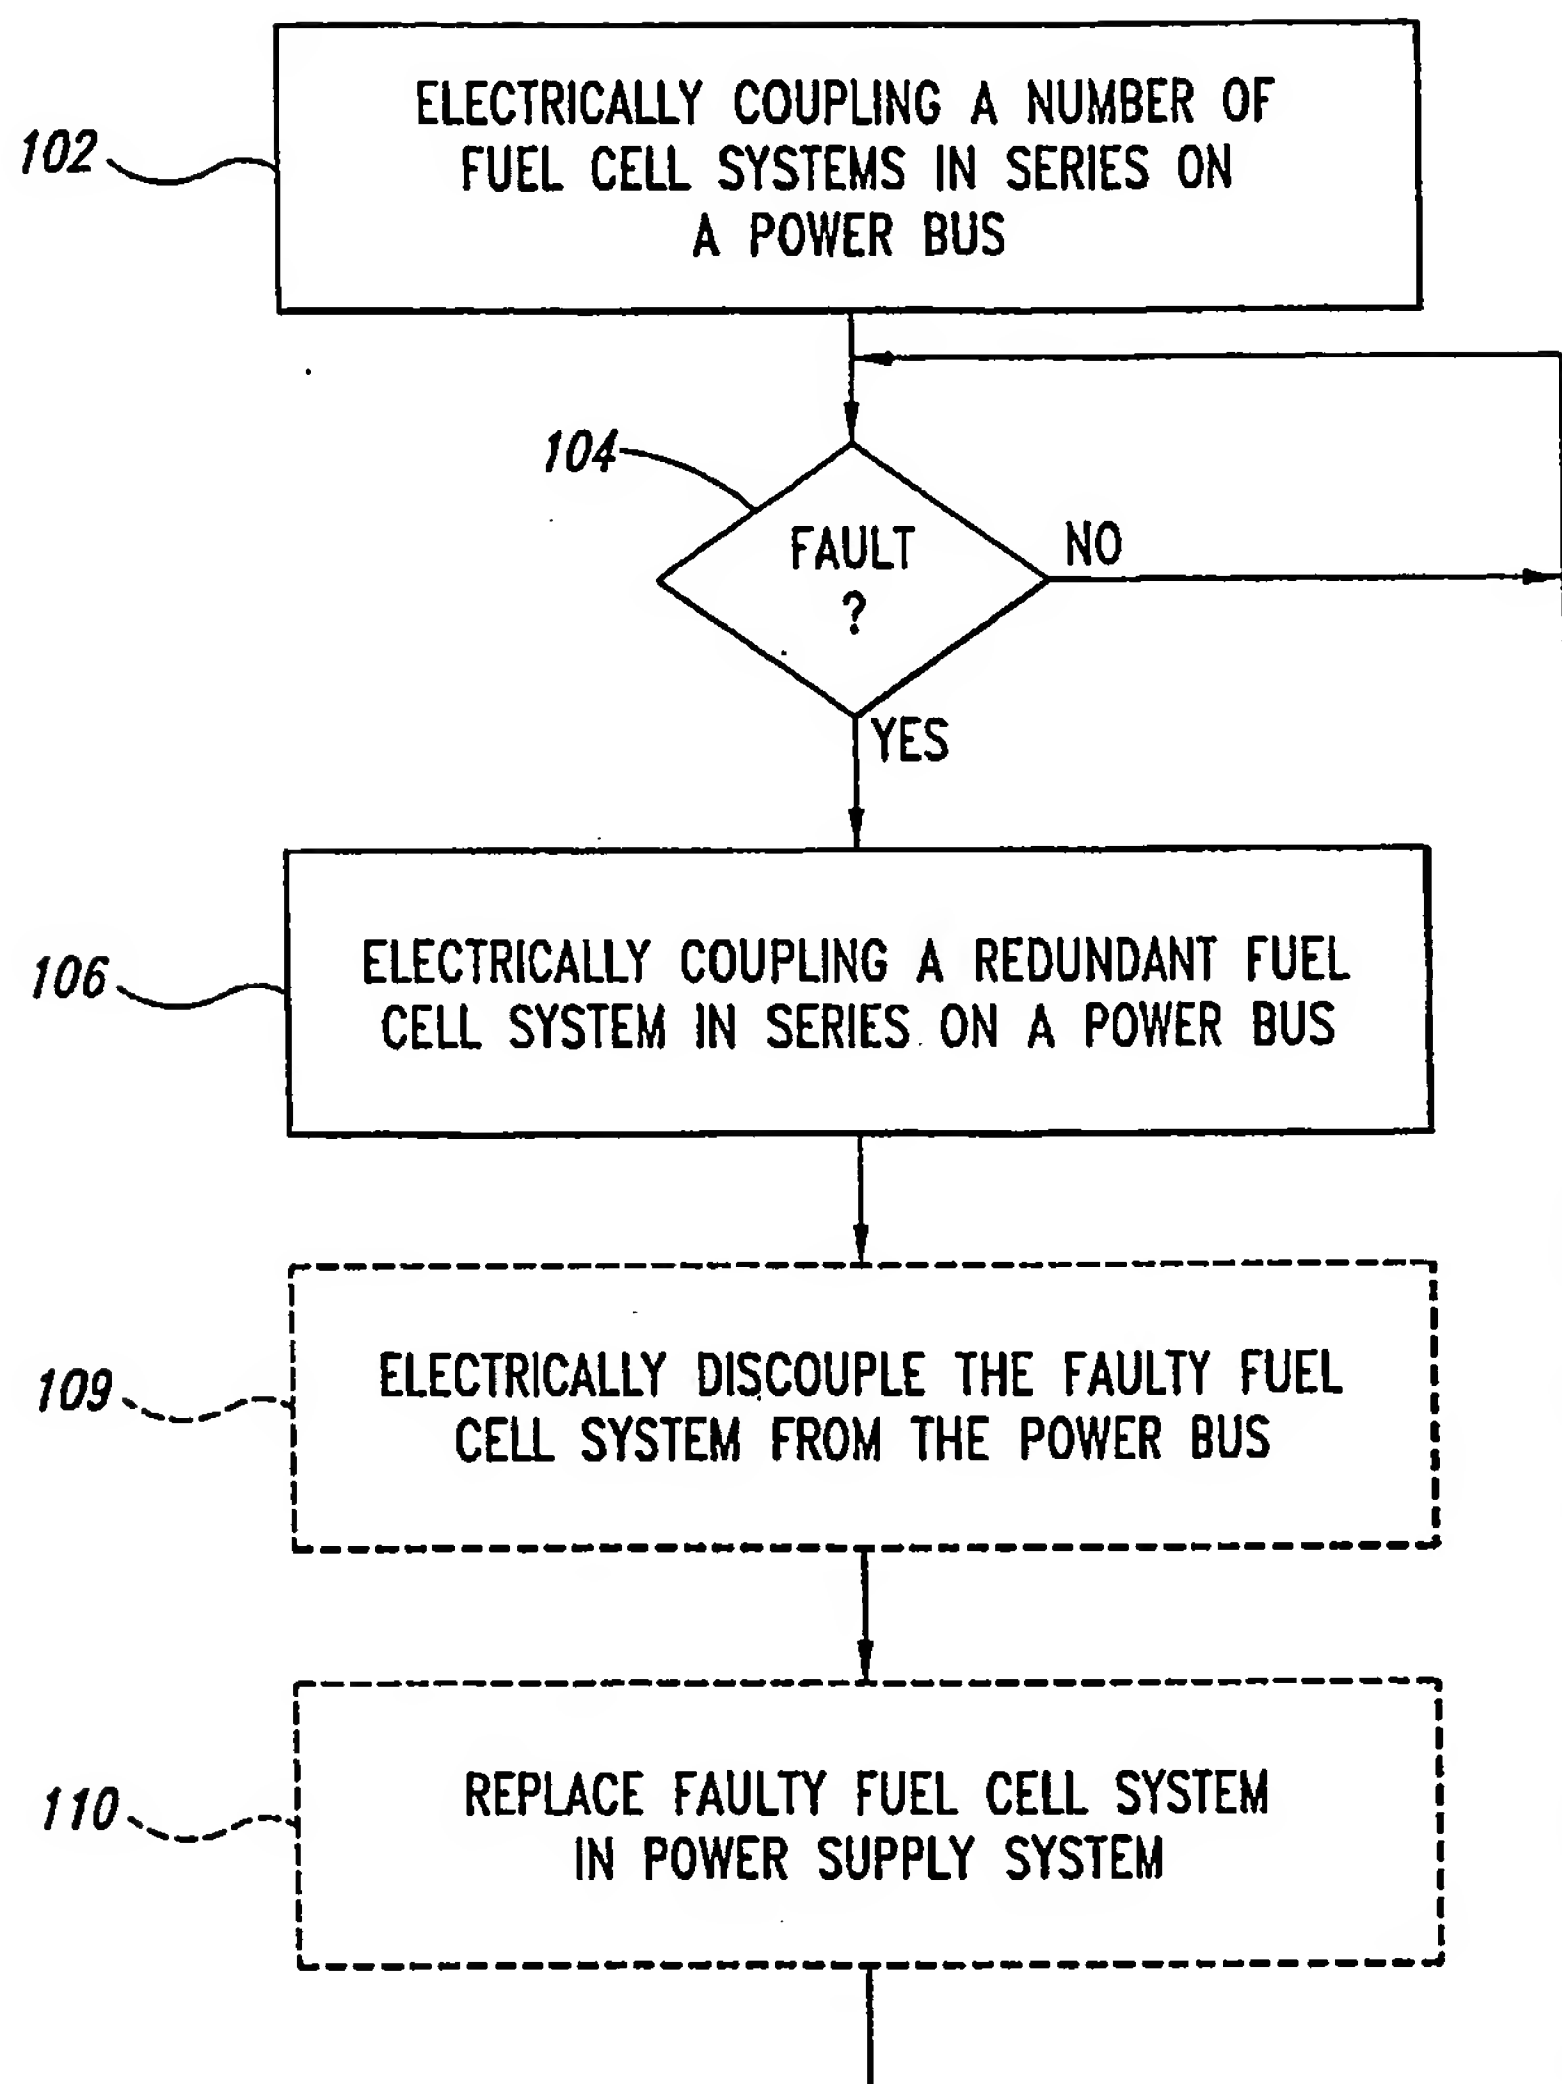 102
ELECTRICALLY COUPLING A NUMBER OF
FUEL CELL SYSTEMS IN SERIES ON
A POWER BUS
104
FAULT
?
NO
YES
106
ELECTRICALLY COUPLING A REDUNDANT FUEL
CELL SYSTEM IN SERIES ON A POWER BUS
109
ELECTRICALLY DISCOUPLE THE FAULTY FUEL
CELL SYSTEM FROM THE POWER BUS
110
REPLACE FAULTY FUEL CELL SYSTEM
IN POWER SUPPLY SYSTEM